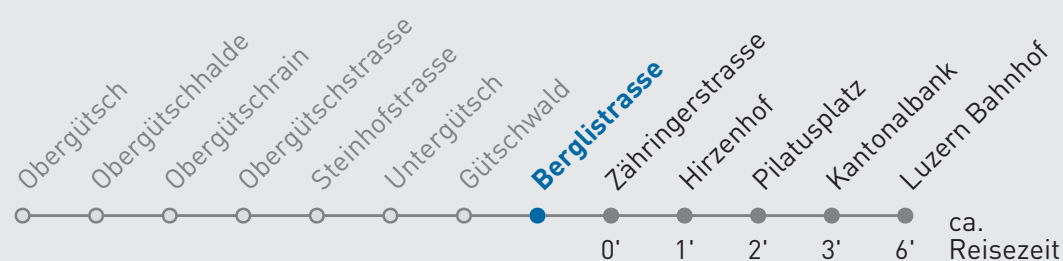 Obergütsch
Obergütschhalde
Obergütschrain
Obergütschstrasse
Steinhofstrasse
Untergütsch
Gütschwald
Berglistrasse
Zähringerstrasse
Hirzenhof
Pilatusplatz
Kantonalbank
Luzern Bahnhof
ca.
0' 1' 2' 3' 6' Reisezeit